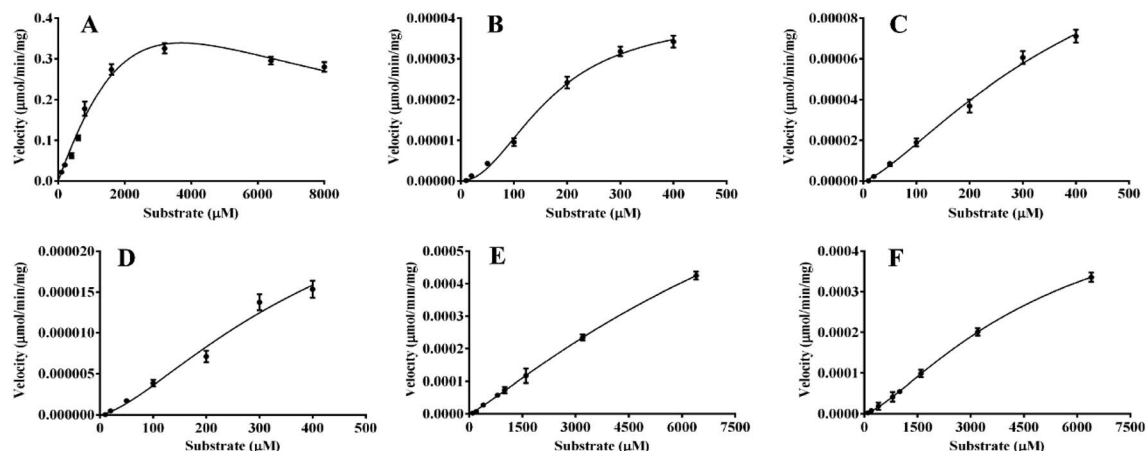 A
Velocity (μmol/min/mg)
0.4
0.3
0.2
0.1
0.0
0 2000 4000 6000 8000
Substrate (μM)
B
Velocity (μmol/min/mg)
0.00004
0.00003
0.00002
0.00001
0.00000
0 100 200 300 400 500
Substrate (μM)
C
Velocity (μmol/min/mg)
0.00008
0.00006
0.00004
0.00002
0.00000
0 100 200 300 400 500
Substrate (μM)
D
Velocity (μmol/min/mg)
0.000020
0.000015
0.000010
0.000005
0.000000
0 100 200 300 400 500
Substrate (μM)
E
Velocity (μmol/min/mg)
0.0005
0.0004
0.0003
0.0002
0.0001
0.0000
0 1500 3000 4500 6000 7500
Substrate (μM)
F
Velocity (μmol/min/mg)
0.0004
0.0003
0.0002
0.0001
0.0000
0 1500 3000 4500 6000 7500
Substrate (μM)